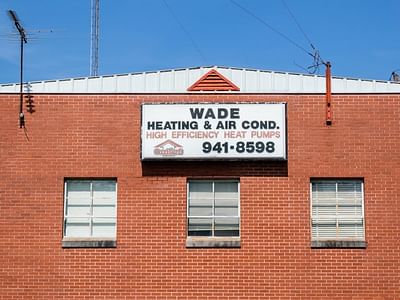 WADE
HEATING & AIR COND.
HIGH EFFICIENCY HEAT PUMPS
941-8598